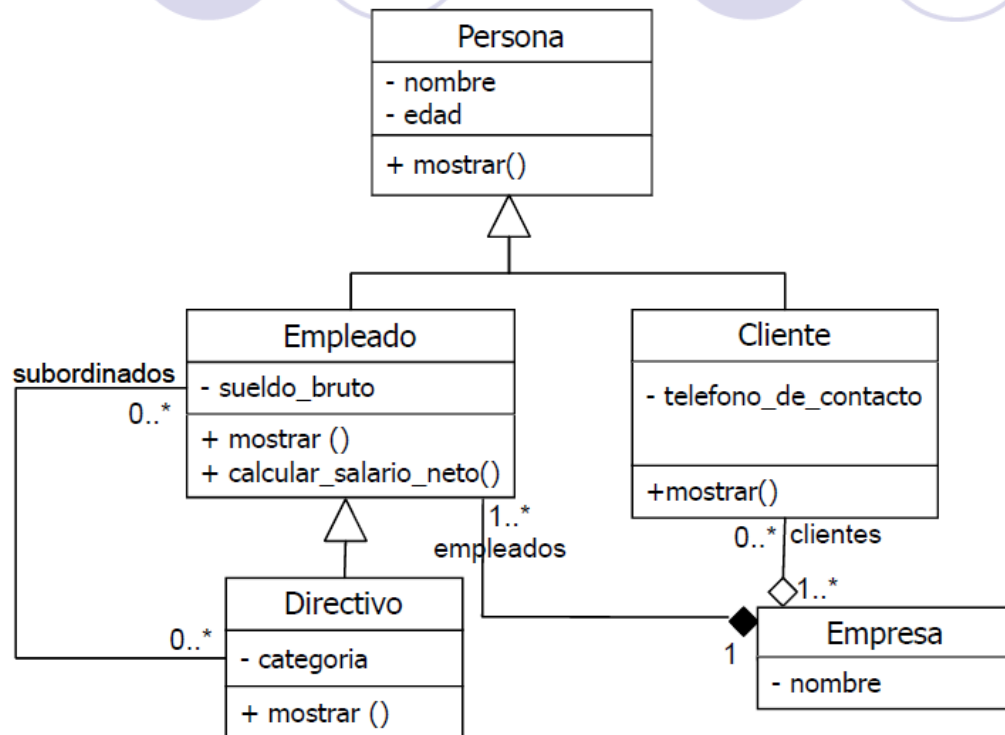 Persona
- nombre
- edad
+ mostrar()
Empleado
- sueldo_bruto
+ mostrar ()
+ calcular_salario_neto()
Cliente
- telefono_de_contacto
+mostrar()
subordinados
0..*
1..*
empleados
0..* clientes
1..*
Directivo
- categoria
+ mostrar ()
0..*
1
Empresa
- nombre